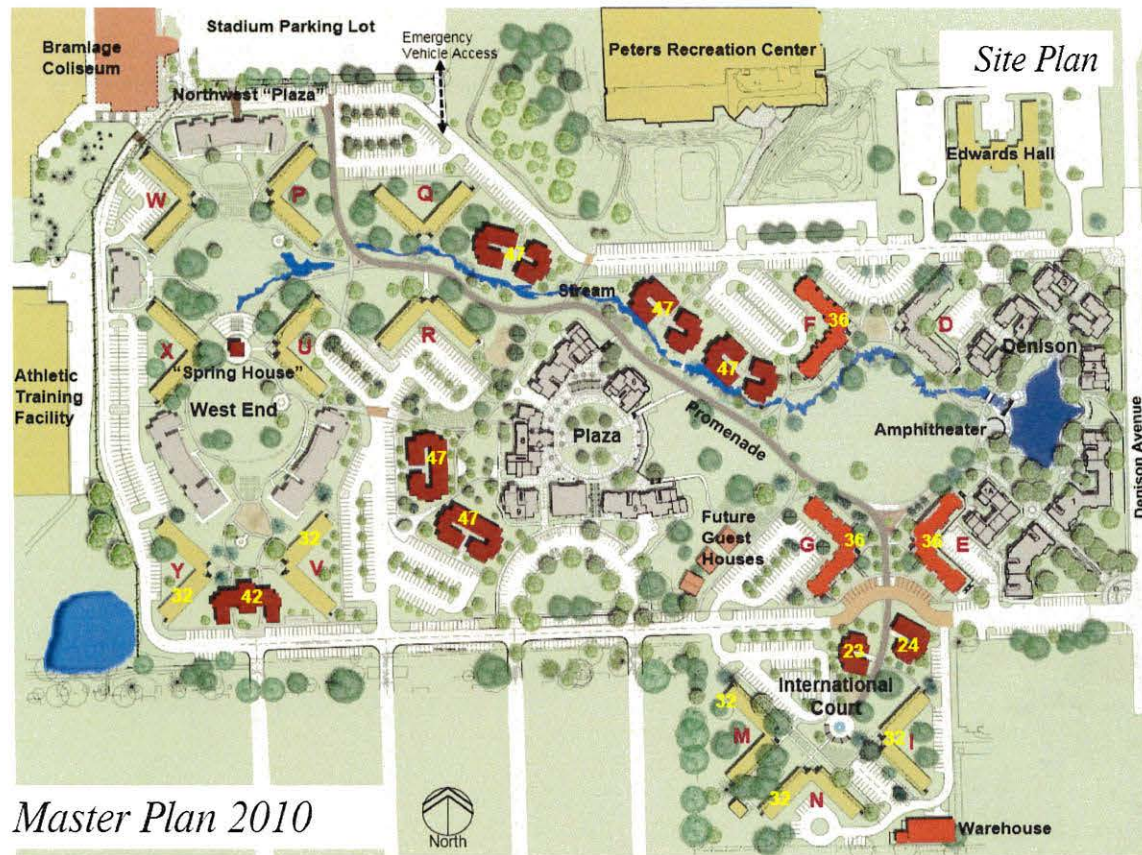 Stadium Parking Lot
Bramlage
Coliseum
Emergency
Vehicle Access
Peters Recreation Center
Site Plan
Northwest "Plaza"
Edwards Hall
W
P
Q
47
Stream
47
F
36
D
Denison
X
"Spring House"
U
R
47
West End
Athletic
Training
Facility
Plaza
Promenade
Amphitheater
Denison Avenue
47
47
Future
Guest
Houses
G
36
36
E
32
Y
V
32
42
23
24
International
Court
32
M
32
I
32
N
Master Plan 2010
North
Warehouse